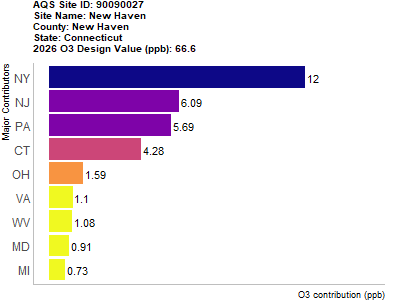 AQS Site ID: 90090027
Site Name: New Haven
County: New Haven
State: Connecticut
2026 O3 Design Value (ppb): 66.6
Major Contributors
NY 12
NJ 6.09
PA 5.69
CT 4.28
OH 1.59
VA 1.1
WV 1.08
MD 0.91
MI 0.73
O3 contribution (ppb)